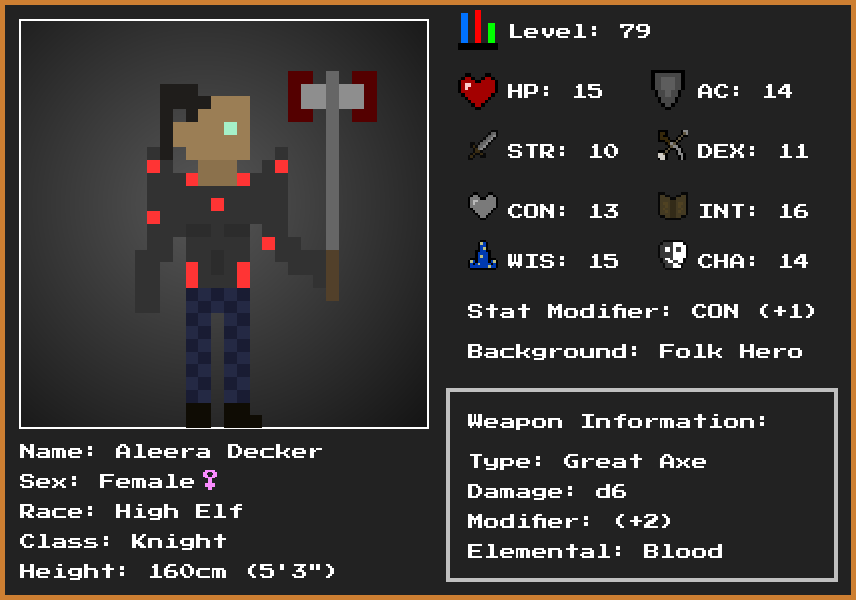 Level: 79
HP: 15
AC: 14
STR: 10
DEX: 11
CON: 13
INT: 16
WIS: 15
CHA: 14
Stat Modifier: CON (+1)
Background: Folk Hero
Weapon Information:
Type: Great Axe
Damage: d6
Modifier: (+2)
Elemental: Blood
Name: Aleera Decker
Sex: Female♀
Race: High Elf
Class: Knight
Height: 160cm (5'3")